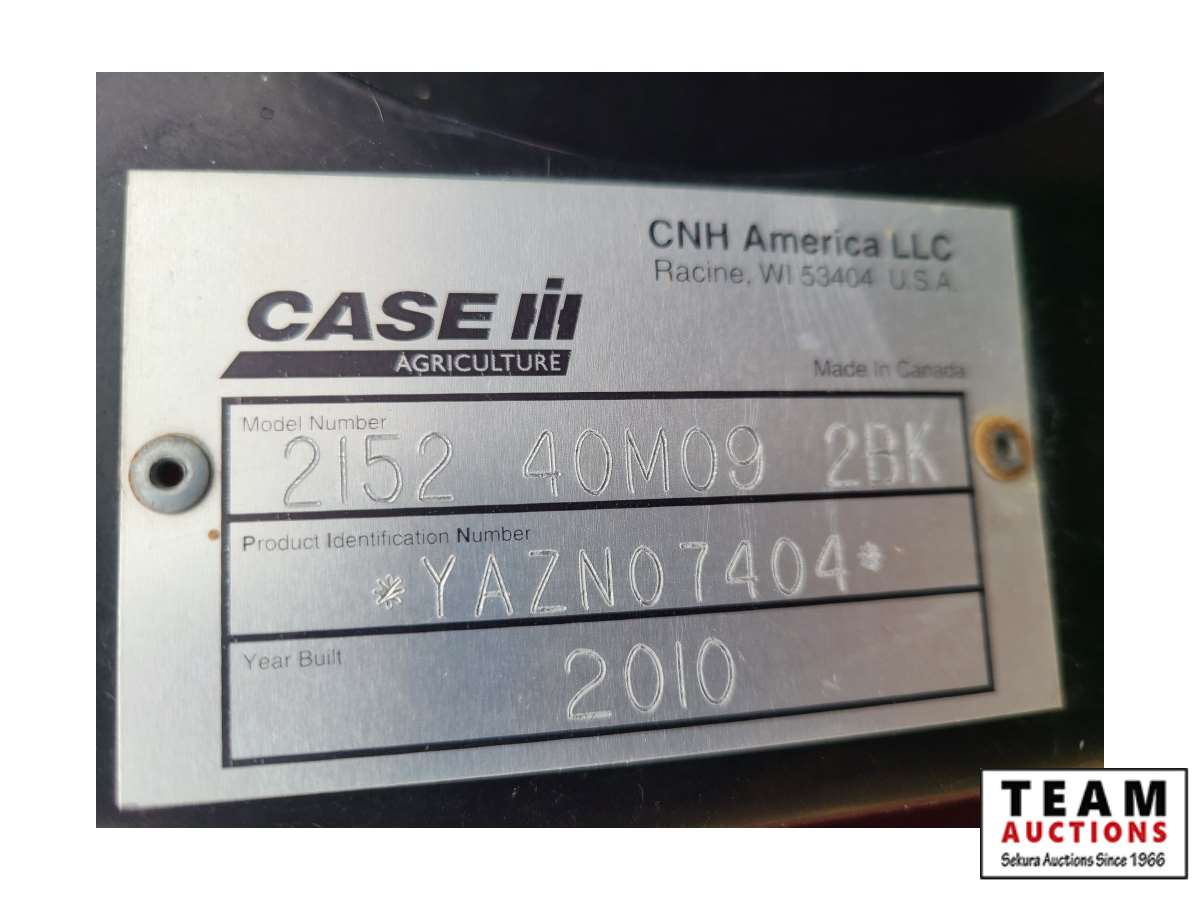 CNH America LLC
Racine, WI 53404 U.S.A.
CASE IH
AGRICULTURE
Made In Canada
Model Number
2152 40M09 2BK
Product Identification Number
*YAZN07404*
Year Built
2010
TEAM
AUCTIONS
Sekura Auctions Since 1966